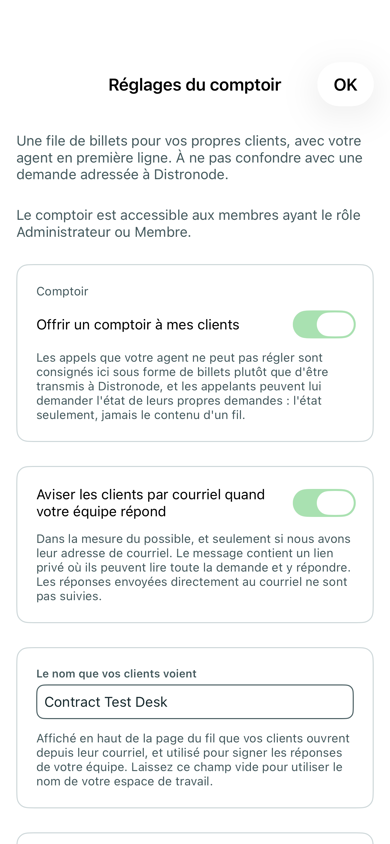 Réglages du comptoir
OK
Une file de billets pour vos propres clients, avec votre
agent en première ligne. À ne pas confondre avec une
demande adressée à Distronode.
Le comptoir est accessible aux membres ayant le rôle
Administrateur ou Membre.
Comptoir
Offrir un comptoir à mes clients
Les appels que votre agent ne peut pas régler sont
consignés ici sous forme de billets plutôt que d'être
transmis à Distronode, et les appelants peuvent lui
demander l'état de leurs propres demandes : l'état
seulement, jamais le contenu d'un fil.
Aviser les clients par courriel quand
votre équipe répond
Dans la mesure du possible, et seulement si nous avons
leur adresse de courriel. Le message contient un lien
privé où ils peuvent lire toute la demande et y répondre.
Les réponses envoyées directement au courriel ne sont
pas suivies.
Le nom que vos clients voient
Contract Test Desk
Affiché en haut de la page du fil que vos clients ouvrent
depuis leur courriel, et utilisé pour signer les réponses
de votre équipe. Laissez ce champ vide pour utiliser le
nom de votre espace de travail.